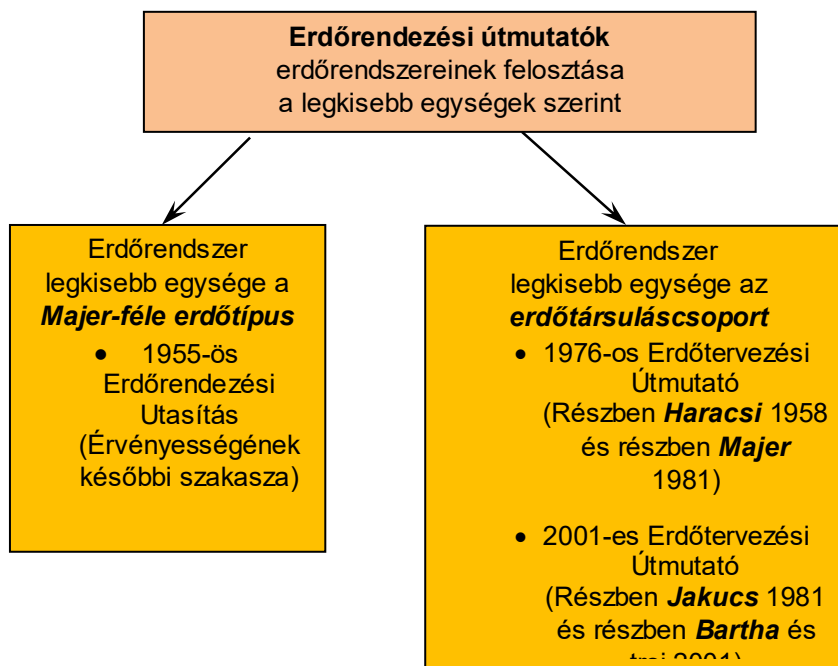 Erdőrendezési útmutatók
erdőrendszereinek felosztása
a legkisebb egységek szerint
Erdőrendszer
legkisebb egysége a
Majer-féle erdőtípus
• 1955-ös
Erdőrendezési
Utasítás
(Érvényességének
későbbi szakasza)
Erdőrendszer
legkisebb egysége az
erdőtársuláscsoport
• 1976-os Erdőtervezési
Útmutató
(Részben Haracsi 1958
és részben Majer
1981)
• 2001-es Erdőtervezési
Útmutató
(Részben Jakucs 1981
és részben Bartha és
2001)